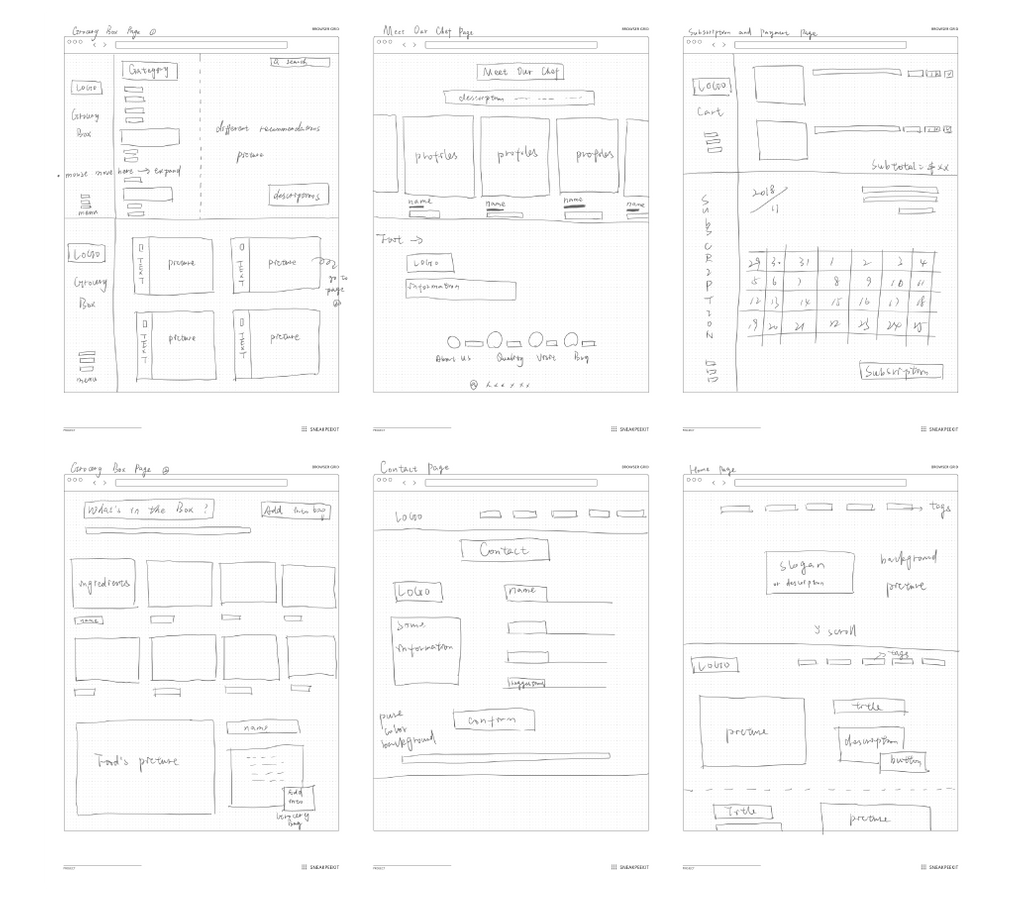 Grocery Box Page ①
BROWSER GRID
Category
search
LOGO
Grocery
Box
different recommendations
picture
mouse move here → expand
descriptions
menu
LOGO
Grocery
Box
TEXT
picture
TEXT
picture
go to
page
②
TEXT
picture
TEXT
picture
menu
PROJECT
SNEAKPEEKIT
Meet Our Chef Page
BROWSER GRID
Meet Our Chef
description
profiles
profiles
profiles
name
name
name
name
Foot →
LOGO
Information
About Us
Quality
Visit
Bag
PROJECT
SNEAKPEEKIT
Subscription and Payment Page
BROWSER GRID
LOGO
Cart
Subtotal = $ xx
SUBSCRIPTION
2018
11
29 30 31 1 2 3 4
5 6 7 8 9 10 11
12 13 14 15 16 17 18
19 20 21 22 23 24 25
Subscription
PROJECT
SNEAKPEEKIT
Grocery Box Page ②
BROWSER GRID
What's in the Box ?
ingredients
name
Food's picture
name
Add
Grocery
Bag
PROJECT
SNEAKPEEKIT
Contact Page
BROWSER GRID
LOGO
Contact
LOGO
name
Some
information
pure
color
background
confirm
PROJECT
SNEAKPEEKIT
Home Page
BROWSER GRID
tags
slogan
or description
background
picture
scroll
LOGO
tags
picture
title
description
button
Title
picture
PROJECT
SNEAKPEEKIT